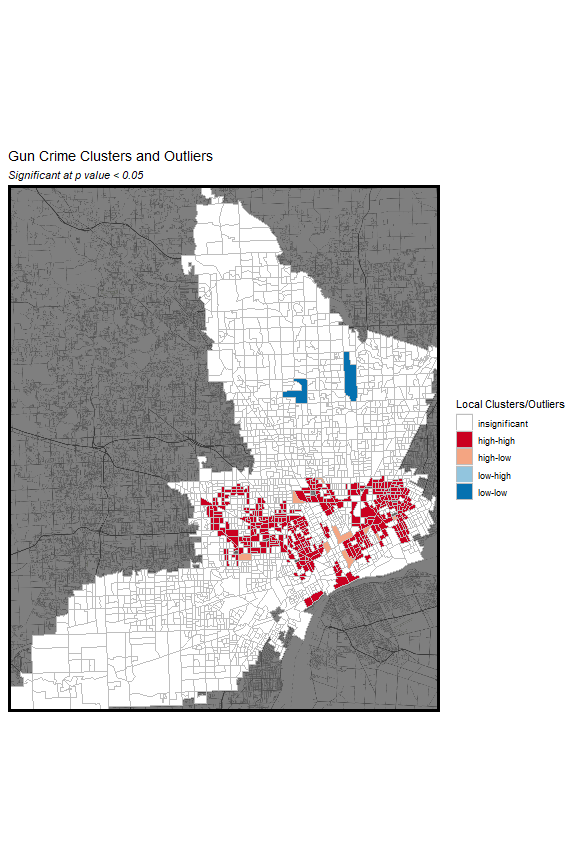 Gun Crime Clusters and Outliers
Significant at p value < 0.05
Local Clusters/Outliers
insignificant
high-high
high-low
low-high
low-low